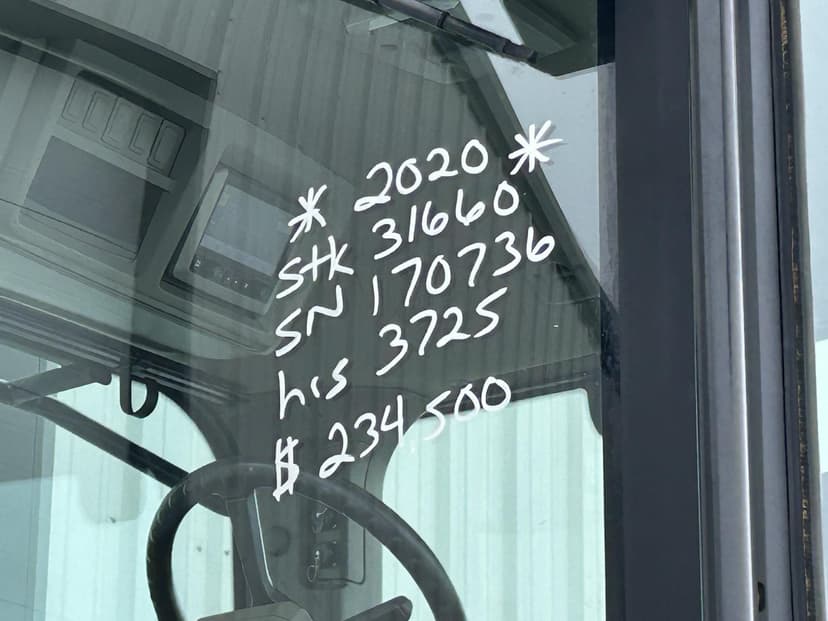 * 2020 *
Stk 31660
SN 170736
hrs 3725
$ 234,500